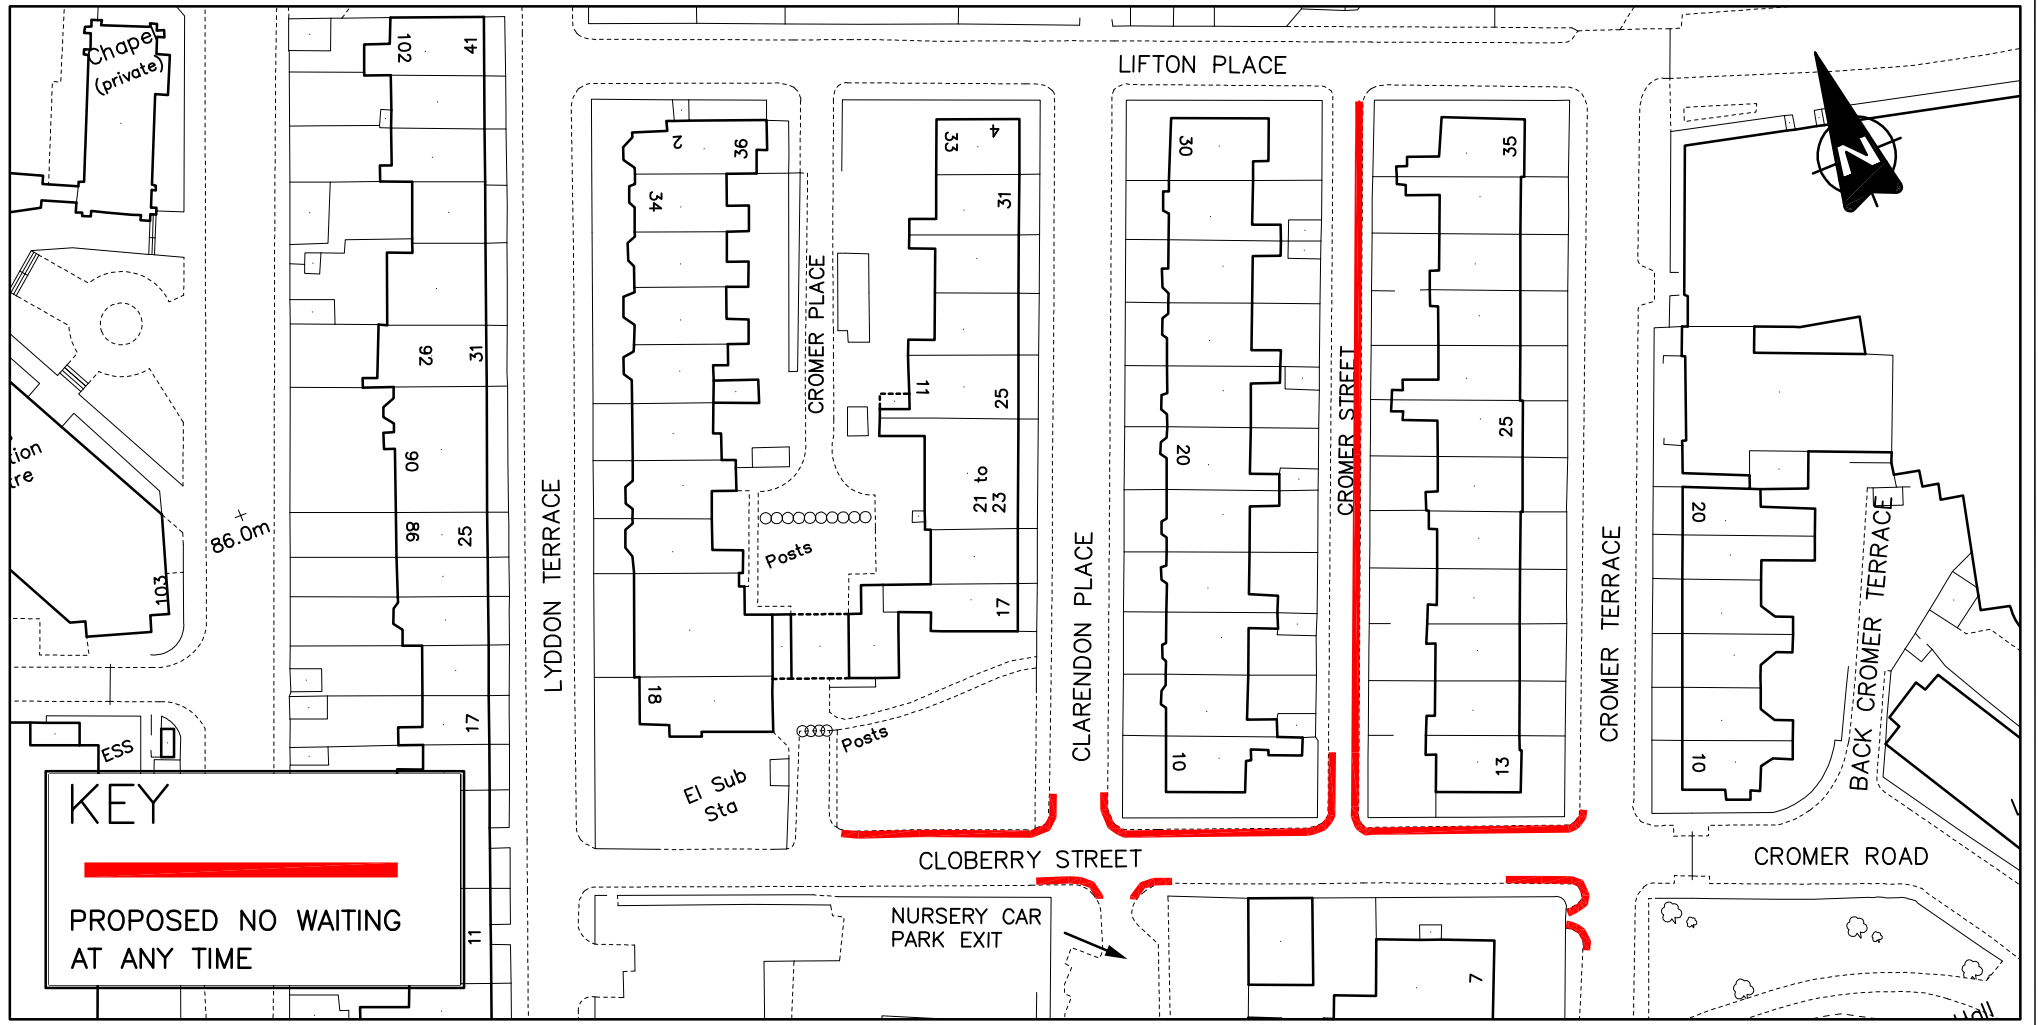 Chapel
(private)
102
41
LIFTON PLACE
N
2
36
33
4
30
35
34
31
CROMER PLACE
92
31
11
25
CROMER STREET
20
25
90
86
25
21 to
23
86.0m
103
LYDDON TERRACE
Posts
CLARENDON PLACE
CROMER TERRACE
20
BACK CROMER TERRACE
17
18
17
Posts
ESS
El Sub
Sta
10
13
10
KEY
PROPOSED NO WAITING
AT ANY TIME
11
CLOBERRY STREET
CROMER ROAD
NURSERY CAR
PARK EXIT
7
Hall